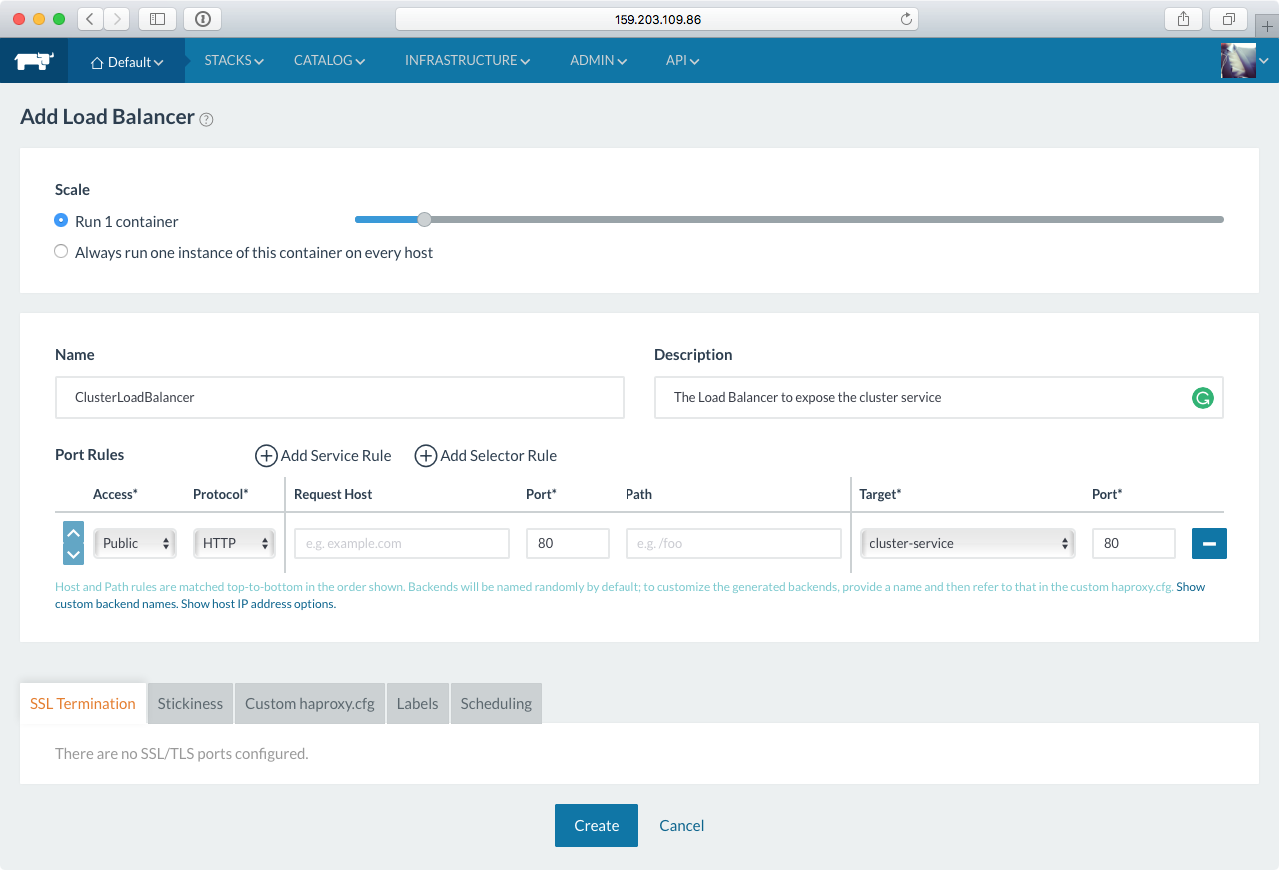 159.203.109.86
Default STACKS CATALOG INFRASTRUCTURE ADMIN API
Add Load Balancer ?
Scale
Run 1 container
Always run one instance of this container on every host
Name Description
ClusterLoadBalancer The Load Balancer to expose the cluster service
Port Rules Add Service Rule Add Selector Rule
Access* Protocol* Request Host Port* Path Target* Port*
Public HTTP e.g. example.com 80 e.g. /foo cluster-service 80
Host and Path rules are matched top-to-bottom in the order shown. Backends will be named randomly by default; to customize the generated backends, provide a name and then refer to that in the custom haproxy.cfg. Show
custom backend names. Show host IP address options.
SSL Termination Stickiness Custom haproxy.cfg Labels Scheduling
There are no SSL/TLS ports configured.
Create Cancel